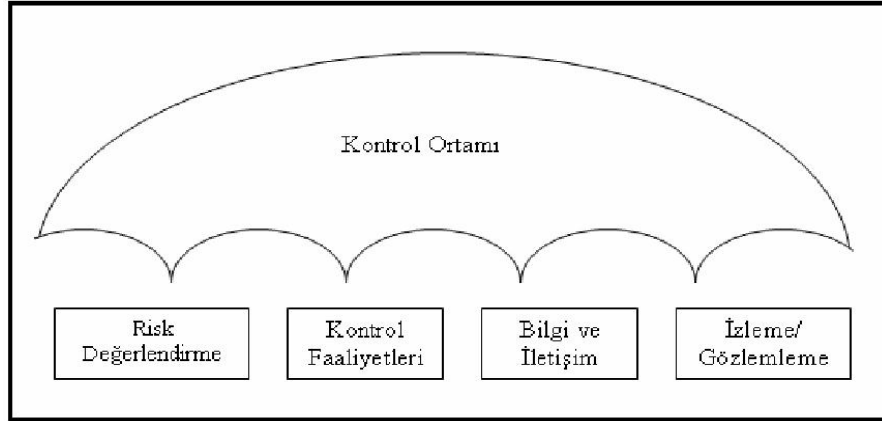 Kontrol Ortamı
Risk
Değerlendirme
Kontrol
Faaliyetleri
Bilgi ve
İletişim
İzleme/
Gözlemleme